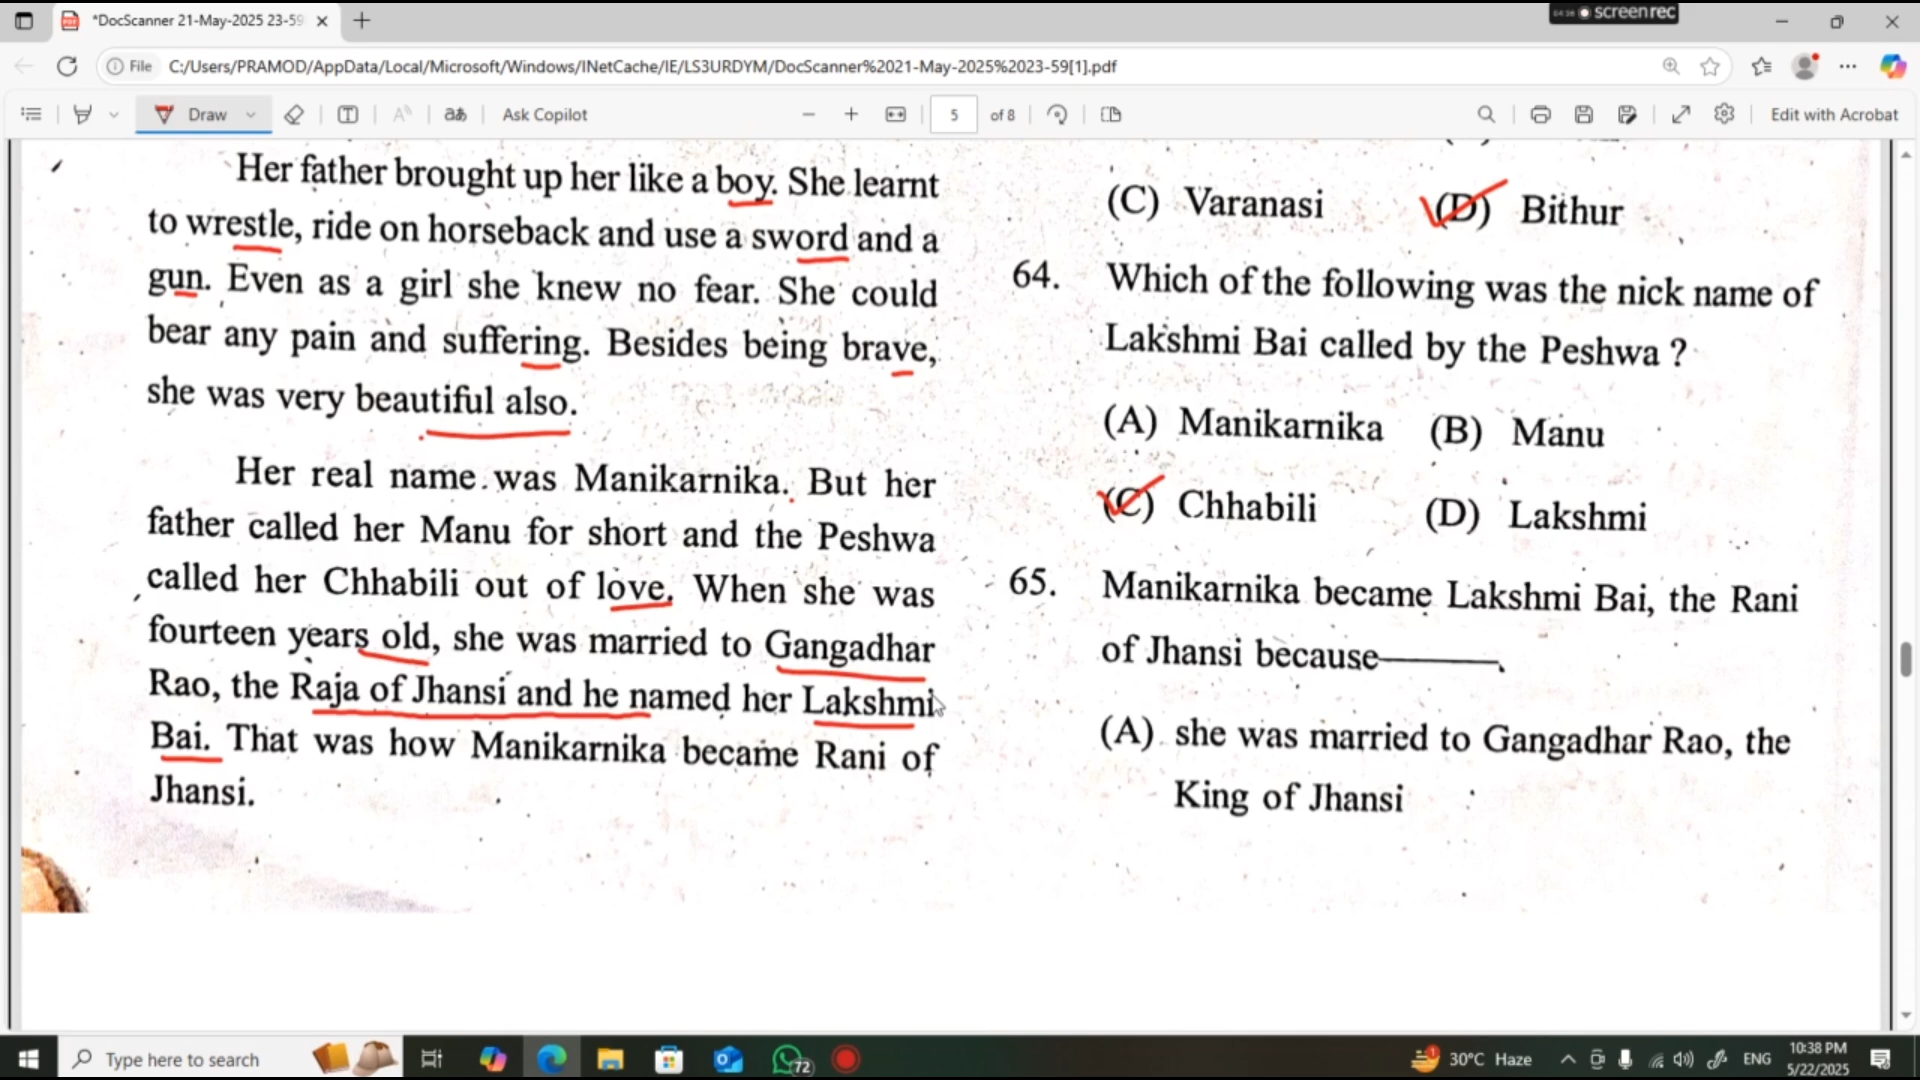 *DocScanner 21-May-2025 23-59
04:36 screenrec
File C:/Users/PRAMOD/AppData/Local/Microsoft/Windows/INetCache/IE/LS3URDYM/DocScanner%2021-May-2025%2023-59[1].pdf
Draw Ask Copilot 5 of 8 Edit with Acrobat
Her father brought up her like a boy. She learnt
to wrestle, ride on horseback and use a sword and a
gun. Even as a girl she knew no fear. She could
bear any pain and suffering. Besides being brave,
she was very beautiful also.
Her real name was Manikarnika. But her
father called her Manu for short and the Peshwa
called her Chhabili out of love. When she was
fourteen years old, she was married to Gangadhar
Rao, the Raja of Jhansi and he named her Lakshmi
Bai. That was how Manikarnika became Rani of
Jhansi.
(C) Varanasi (D) Bithur
64. Which of the following was the nick name of
Lakshmi Bai called by the Peshwa ?
(A) Manikarnika (B) Manu
(C) Chhabili (D) Lakshmi
65. Manikarnika became Lakshmi Bai, the Rani
of Jhansi because———.
(A) she was married to Gangadhar Rao, the
King of Jhansi
Type here to search
72
30°C Haze
ENG
10:38 PM
5/22/2025